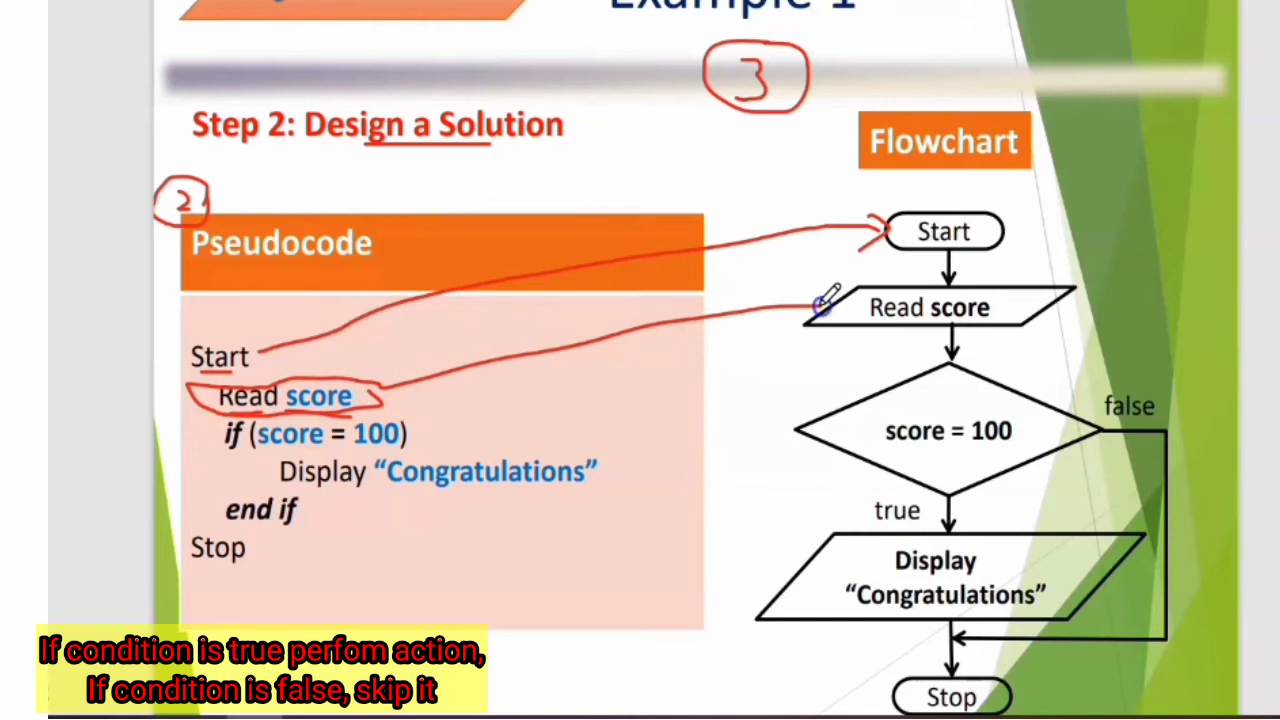 Example 1
3
Step 2: Design a Solution
Flowchart
2
Pseudocode
Start
Read score
if (score = 100)
Display “Congratulations”
end if
Stop
Start
Read score
score = 100
false
true
Display
“Congratulations”
Stop
If condition is true perfom action,
If condition is false, skip it